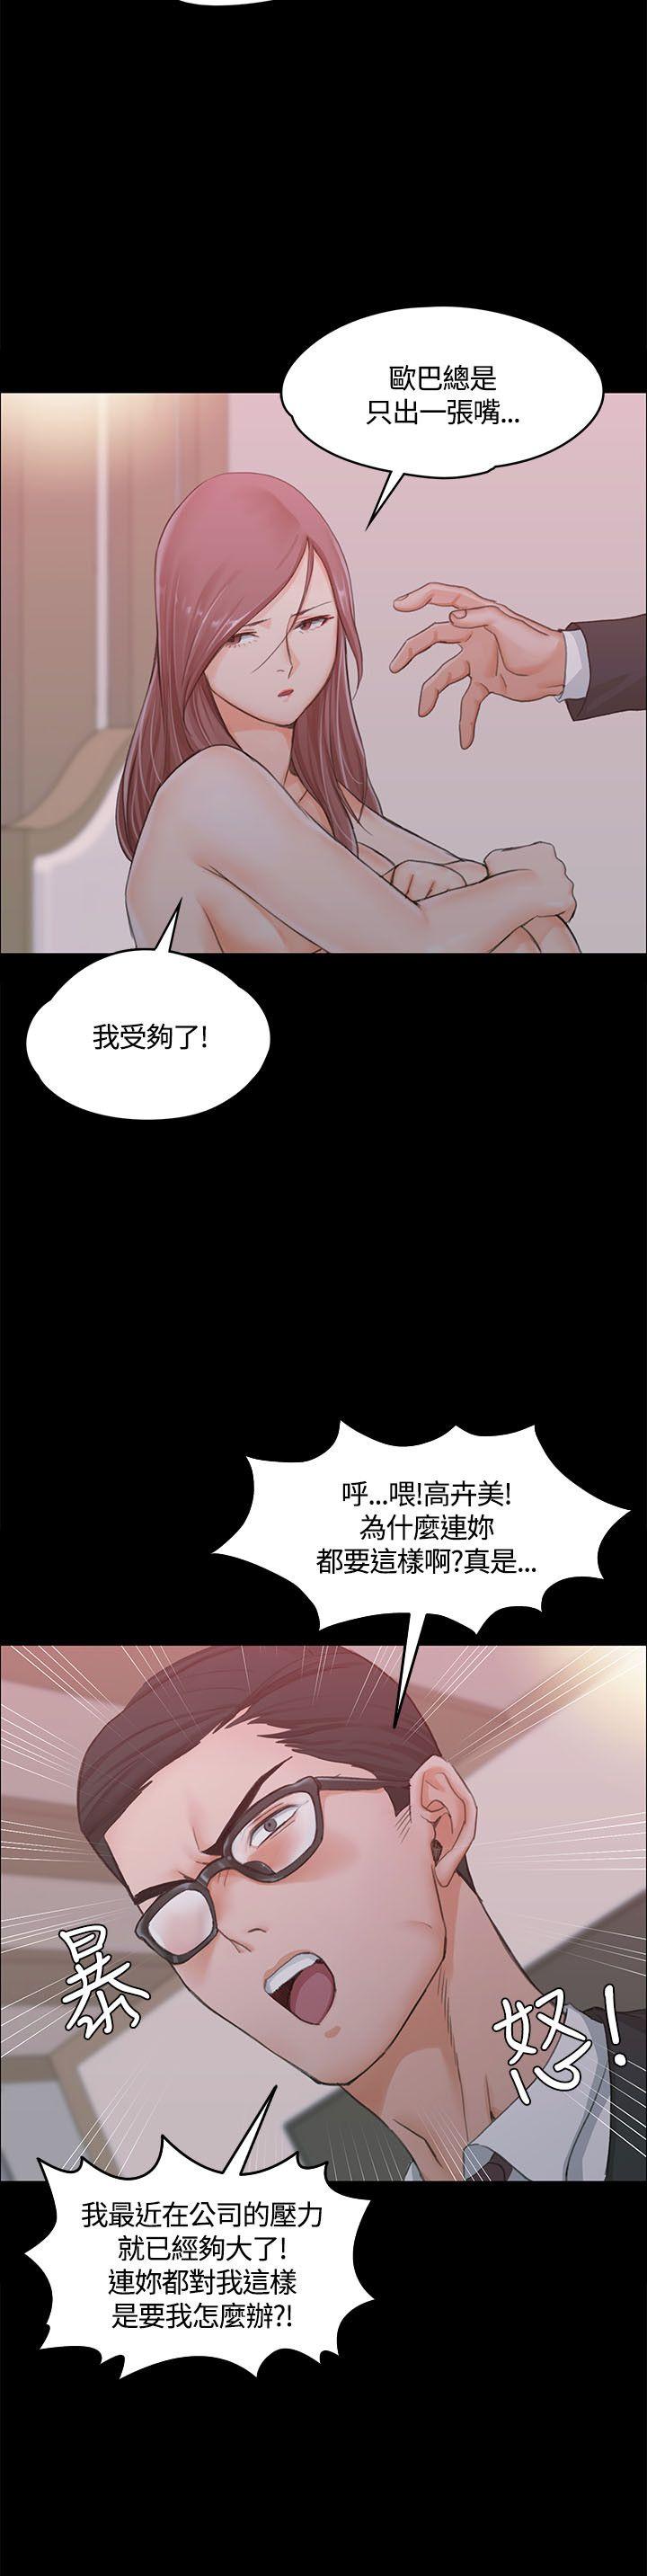 歐巴總是
只出一張嘴...
我受夠了!
呼...喂!高卉美!
為什麼連妳
都要這樣啊?真是...
暴
怒!
我最近在公司的壓力
就已經夠大了!
連妳都對我這樣
是要我怎麼辦?!